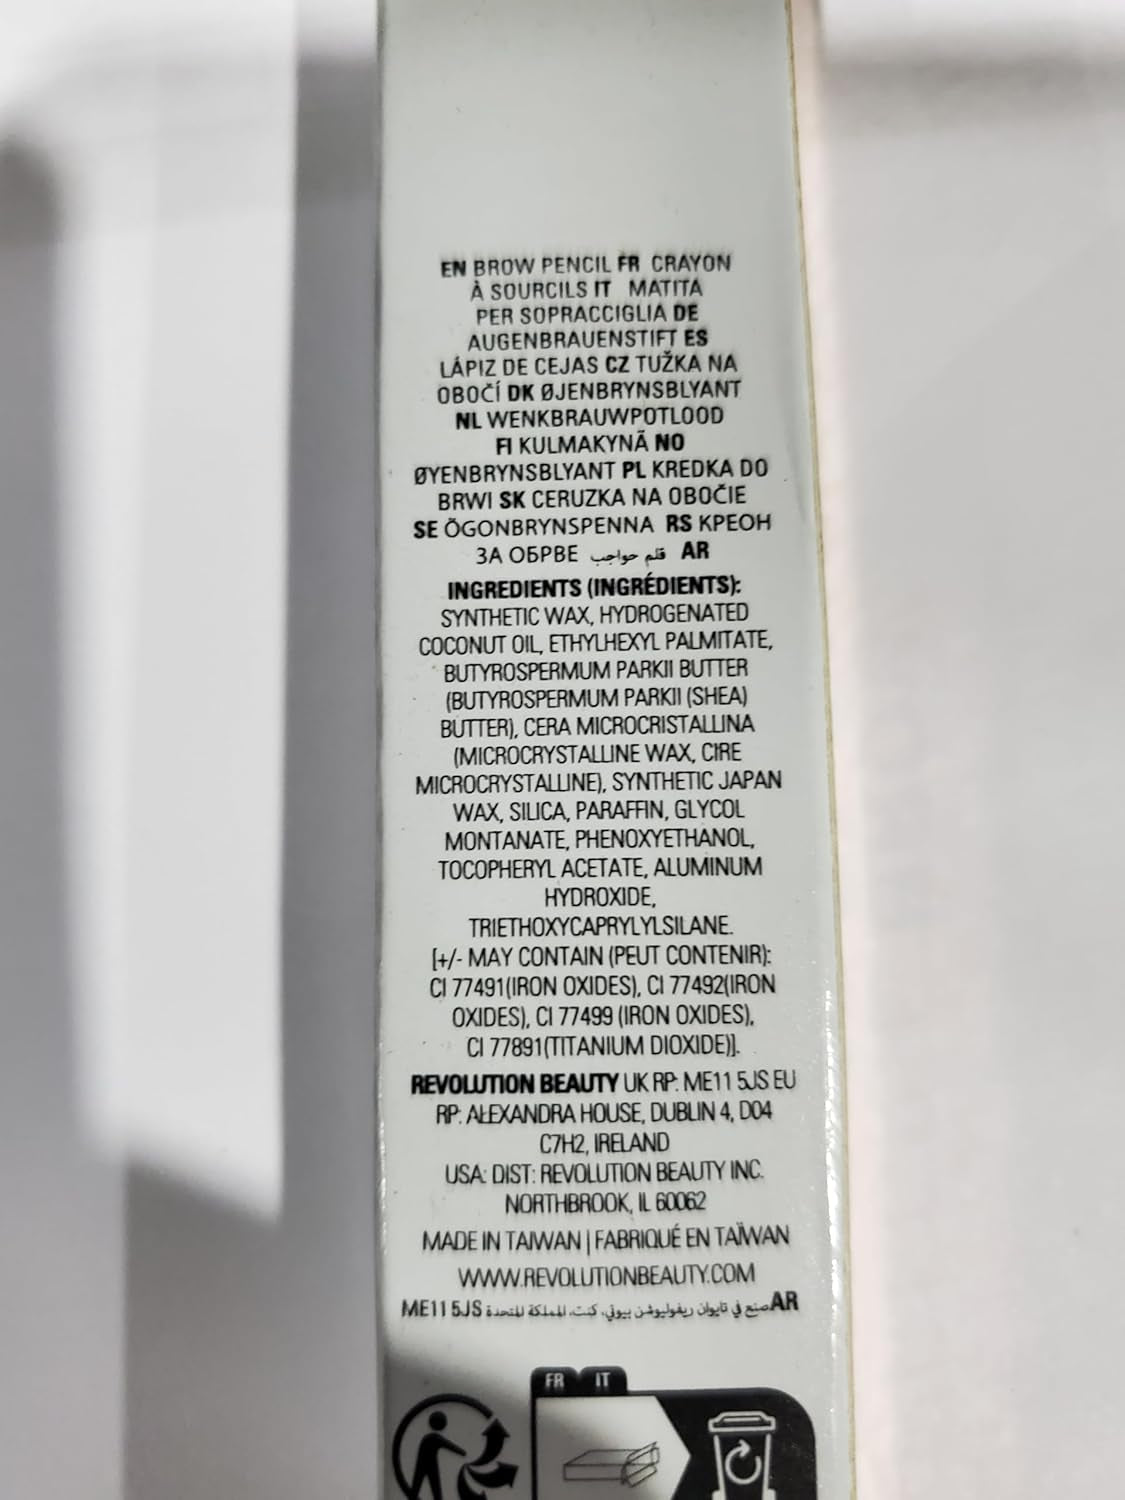 EN BROW PENCIL FR CRAYON
À SOURCILS IT MATITA
PER SOPRACCIGLIA DE
AUGENBRAUENSTIFT ES
LÁPIZ DE CEJAS CZ TUŽKA NA
OBOČÍ DK ØJENBRYNSBLYANT
NL WENKBRAUWPOTLOOD
FI KULMAKYNÄ NO
ØYENBRYNSBLYANT PL KREDKA DO
BRWI SK CERUZKA NA OBOČIE
SE ÖGONBRYNSPENNA RS КРЕОН
ЗА ОБРВЕ قلم حواجب AR
INGREDIENTS (INGRÉDIENTS):
SYNTHETIC WAX, HYDROGENATED
COCONUT OIL, ETHYLHEXYL PALMITATE,
BUTYROSPERMUM PARKII BUTTER
(BUTYROSPERMUM PARKII (SHEA)
BUTTER), CERA MICROCRISTALLINA
(MICROCRYSTALLINE WAX, CIRE
MICROCRYSTALLINE), SYNTHETIC JAPAN
WAX, SILICA, PARAFFIN, GLYCOL
MONTANATE, PHENOXYETHANOL,
TOCOPHERYL ACETATE, ALUMINUM
HYDROXIDE,
TRIETHOXYCAPRYLYLSILANE.
[+/- MAY CONTAIN (PEUT CONTENIR):
CI 77491(IRON OXIDES), CI 77492(IRON
OXIDES), CI 77499 (IRON OXIDES),
CI 77891(TITANIUM DIOXIDE)].
REVOLUTION BEAUTY UK RP: ME11 5JS EU
RP: ALEXANDRA HOUSE, DUBLIN 4, D04
C7H2, IRELAND
USA: DIST: REVOLUTION BEAUTY INC.
NORTHBROOK, IL 60062
MADE IN TAIWAN | FABRIQUÉ EN TAÏWAN
WWW.REVOLUTIONBEAUTY.COM
ARصنع في تايوان ريفوليوشن بيوتي، كنت، المملكة المتحدة ME11 5JS
FR IT